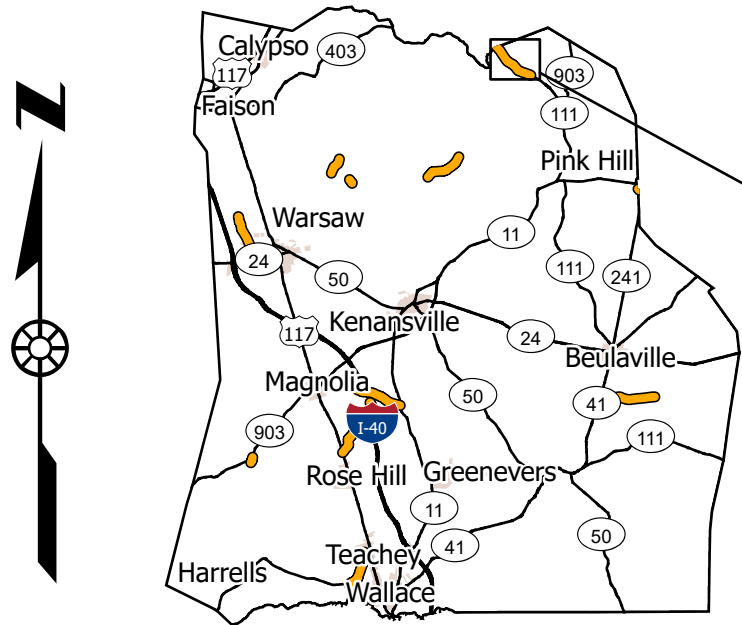 Calypso
403
117
903
Faison
111
Pink Hill
Warsaw
11
24
50
111
241
117
Kenansville
24
Beulaville
Magnolia
50
41
I-40
903
111
Rose Hill
Greenevers
11
50
41
Teachey
Harrells
Wallace
N